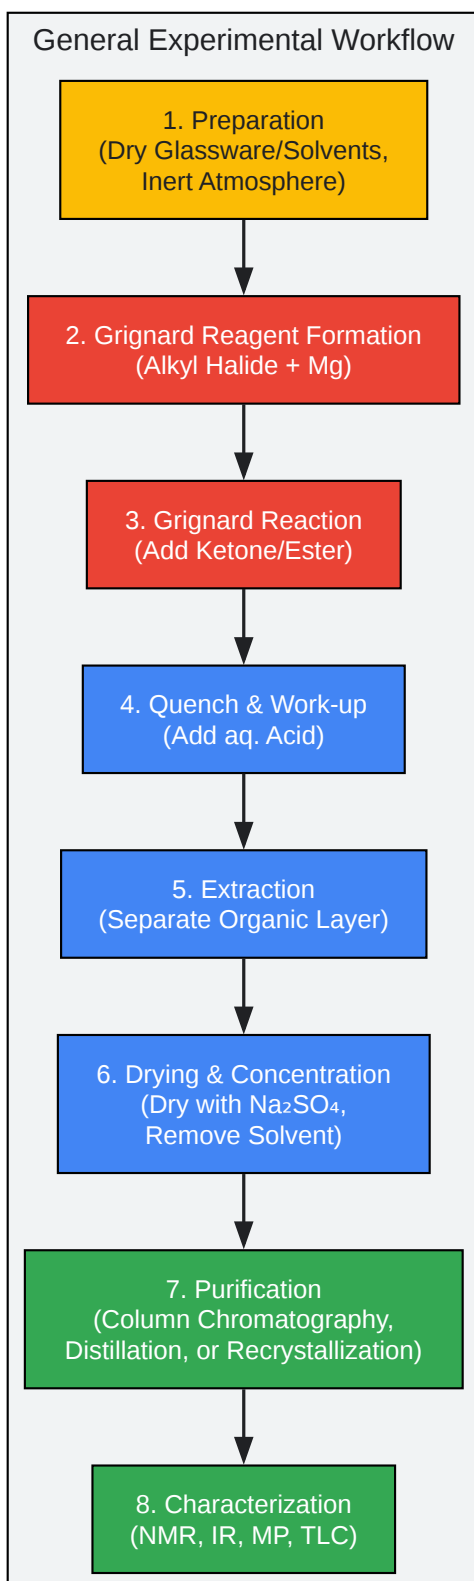 General Experimental Workflow
1. Preparation
(Dry Glassware/Solvents,
Inert Atmosphere)
2. Grignard Reagent Formation
(Alkyl Halide + Mg)
3. Grignard Reaction
(Add Ketone/Ester)
4. Quench & Work-up
(Add aq. Acid)
5. Extraction
(Separate Organic Layer)
6. Drying & Concentration
(Dry with Na₂SO₄,
Remove Solvent)
7. Purification
(Column Chromatography,
Distillation, or Recrystallization)
8. Characterization
(NMR, IR, MP, TLC)